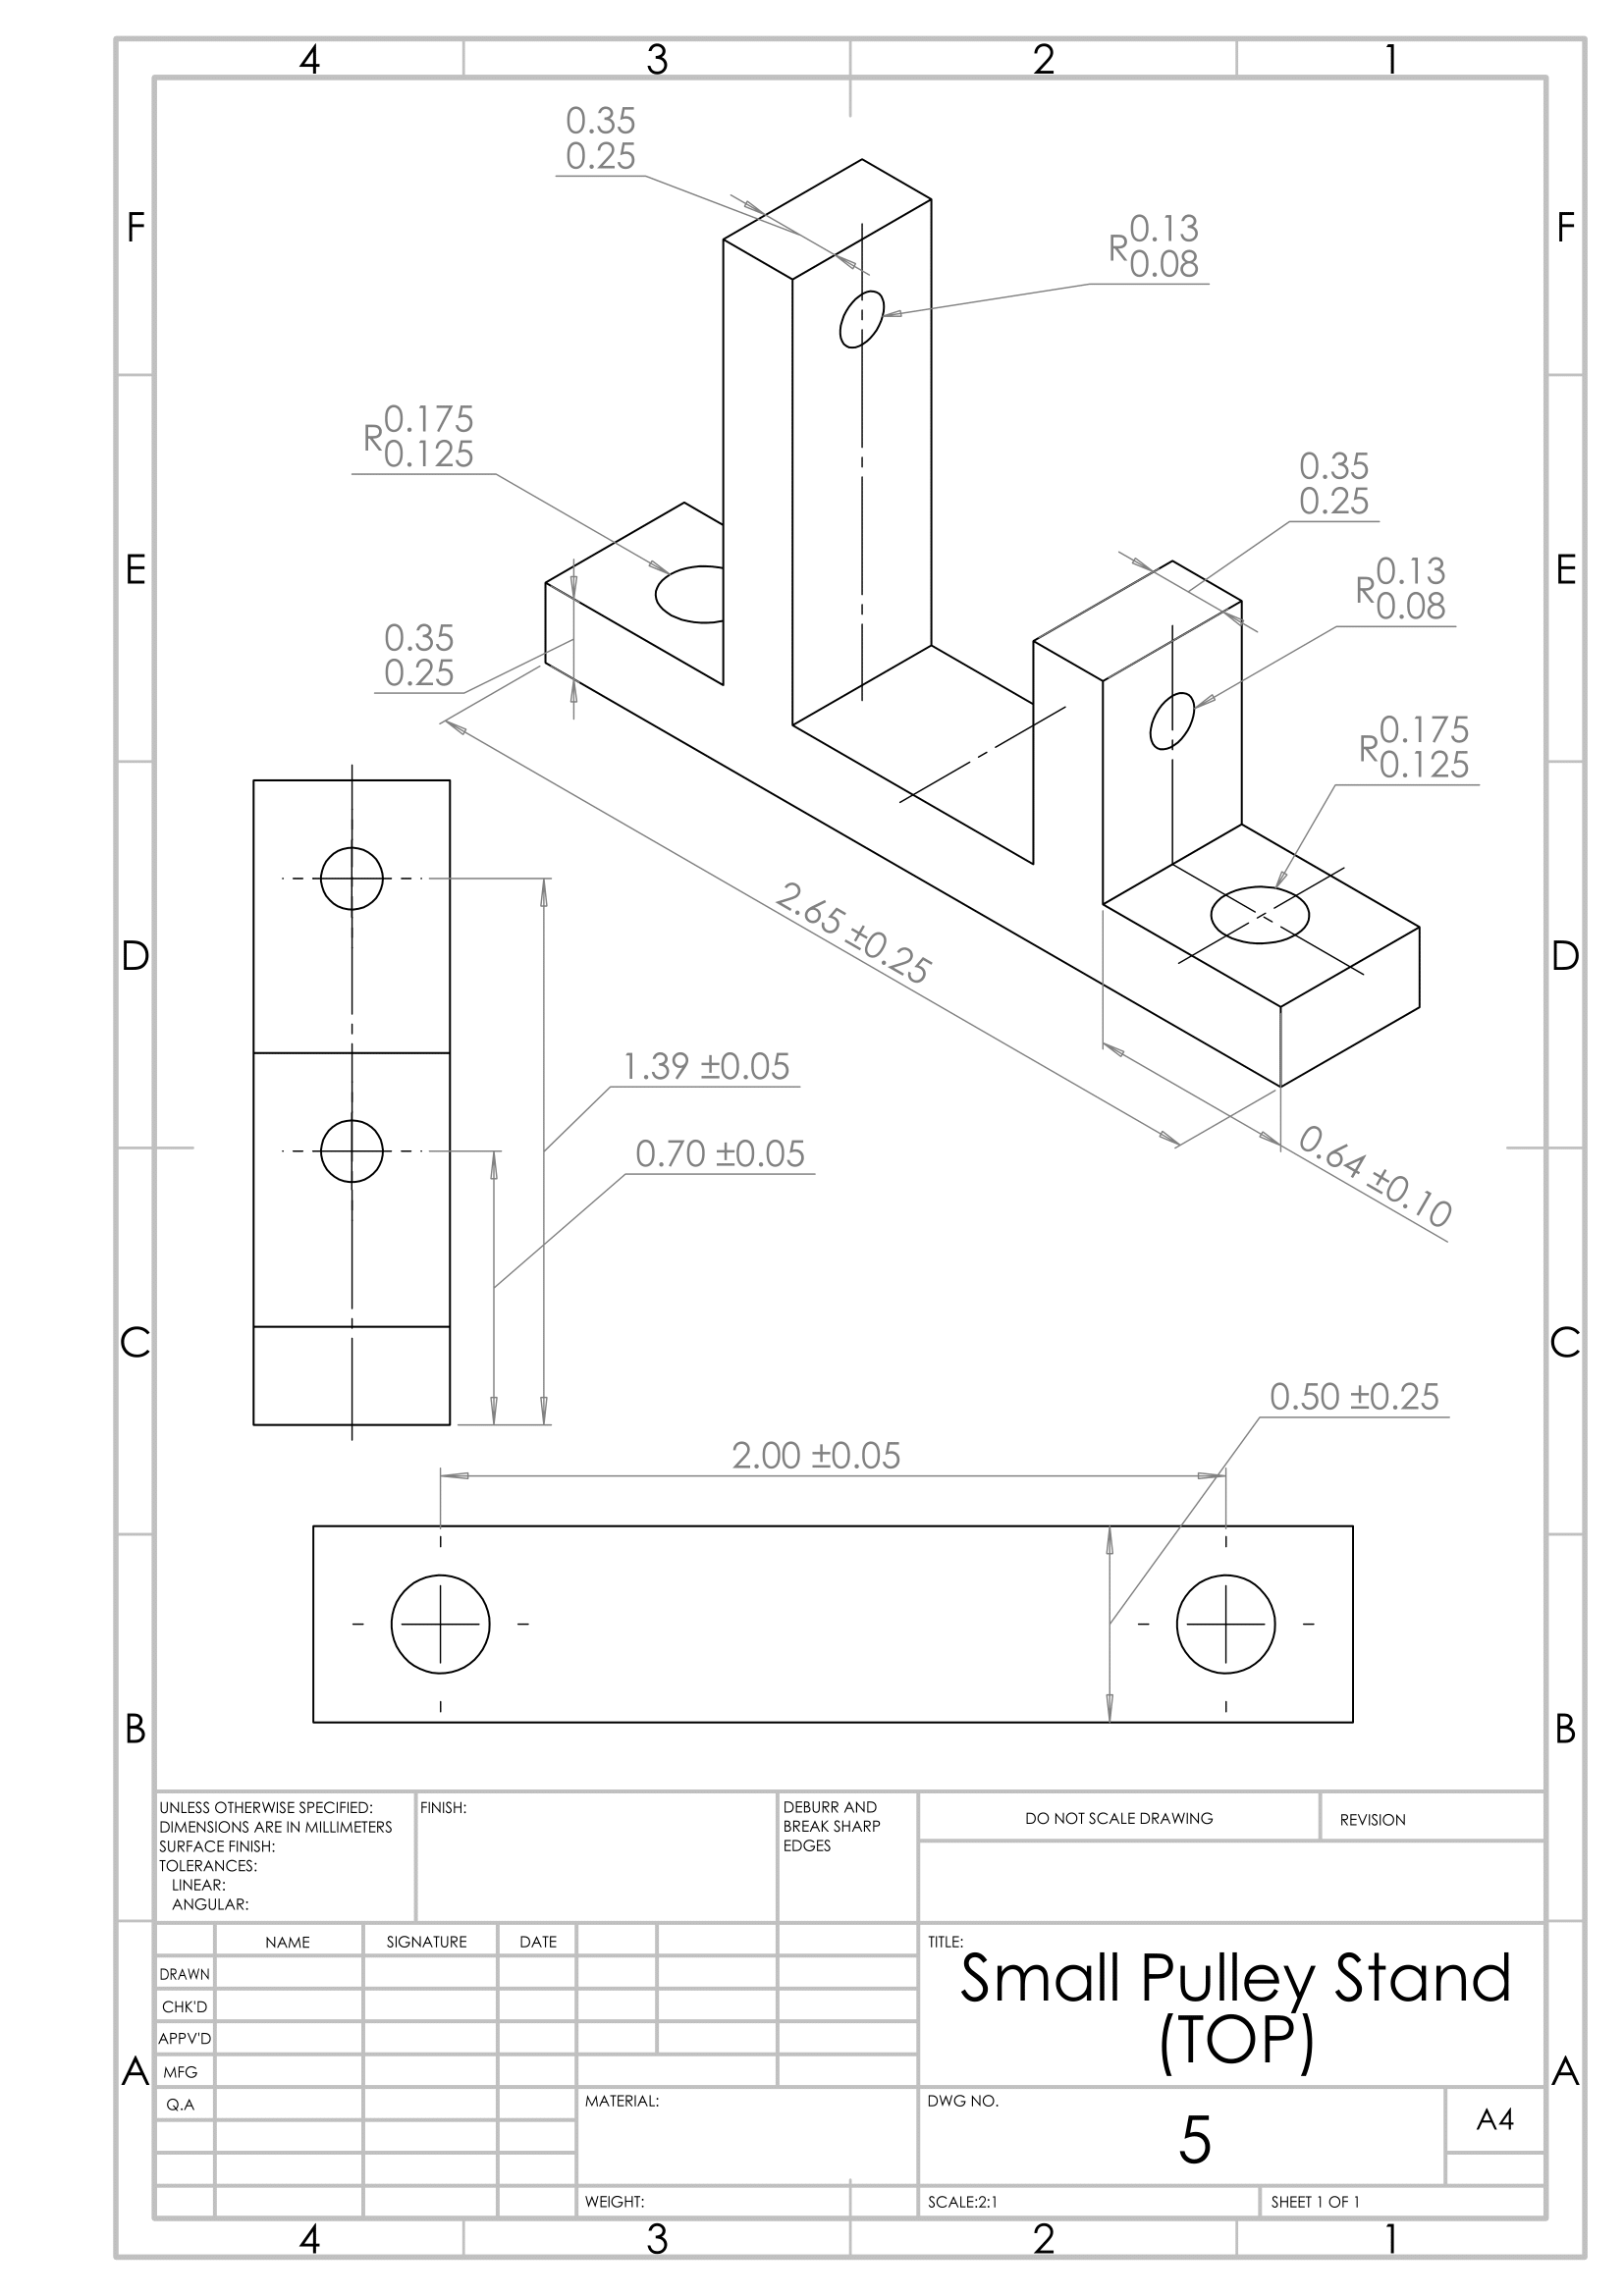 4 3 2 1
F F
E E
D D
C C
B B
A A
0.35
0.25
R0.13
0.08
R0.175
0.125
0.35
0.25
R0.13
0.08
0.35
0.25
R0.175
0.125
2.65 ±0.25
0.64 ±0.10
1.39 ±0.05
0.70 ±0.05
0.50 ±0.25
2.00 ±0.05
UNLESS OTHERWISE SPECIFIED:
DIMENSIONS ARE IN MILLIMETERS
SURFACE FINISH:
TOLERANCES:
LINEAR:
ANGULAR:
FINISH:
DEBURR AND
BREAK SHARP
EDGES
DO NOT SCALE DRAWING
REVISION
NAME SIGNATURE DATE
DRAWN
CHK'D
APPV'D
MFG
Q.A
TITLE:
Small Pulley Stand
(TOP)
MATERIAL:
DWG NO.
5
A4
WEIGHT:
SCALE:2:1
SHEET 1 OF 1
4 3 2 1